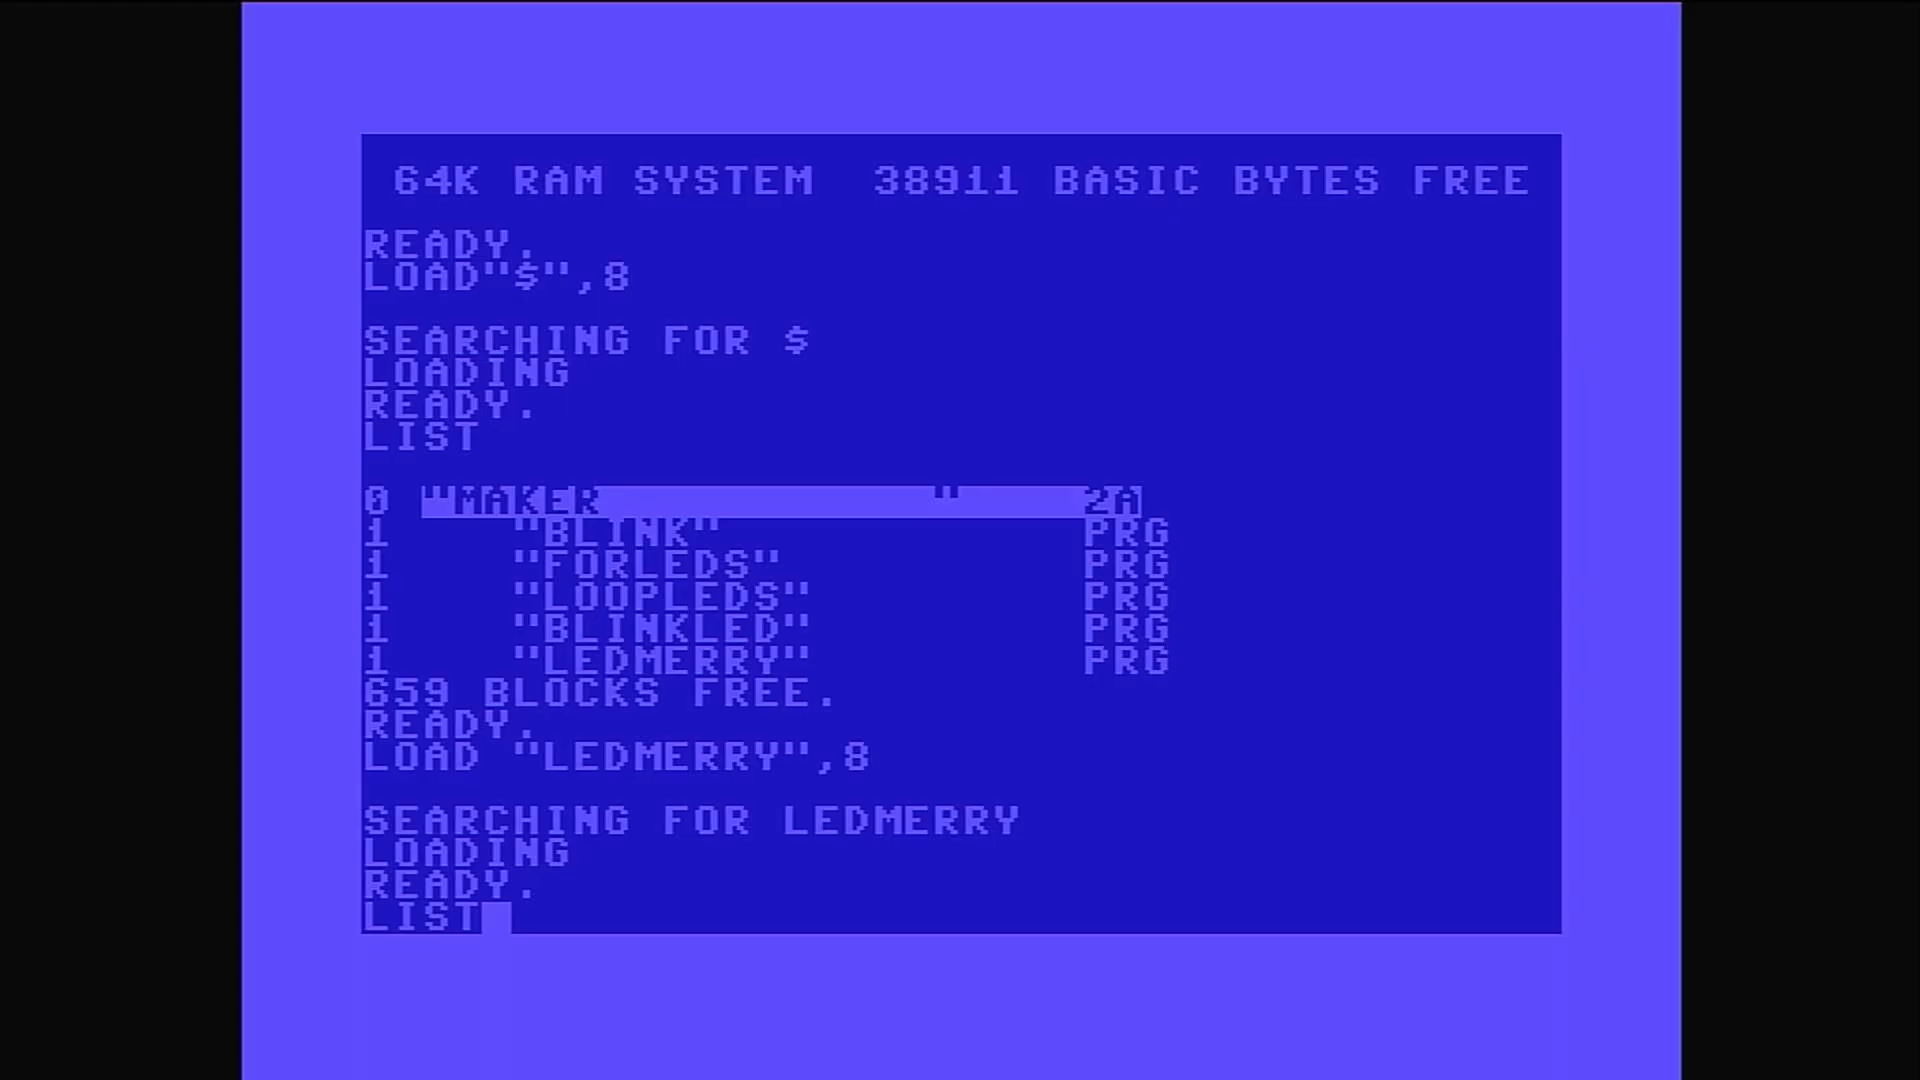 64K RAM SYSTEM  38911 BASIC BYTES FREE
READY.
LOAD"$",8
SEARCHING FOR $
LOADING
READY.
LIST
0 "MAKER           "    2A
1    "BLINK"            PRG
1    "FORLEDS"          PRG
1    "LOOPLEDS"         PRG
1    "BLINKLED"         PRG
1    "LEDMERRY"         PRG
659 BLOCKS FREE.
READY.
LOAD "LEDMERRY",8
SEARCHING FOR LEDMERRY
LOADING
READY.
LIST